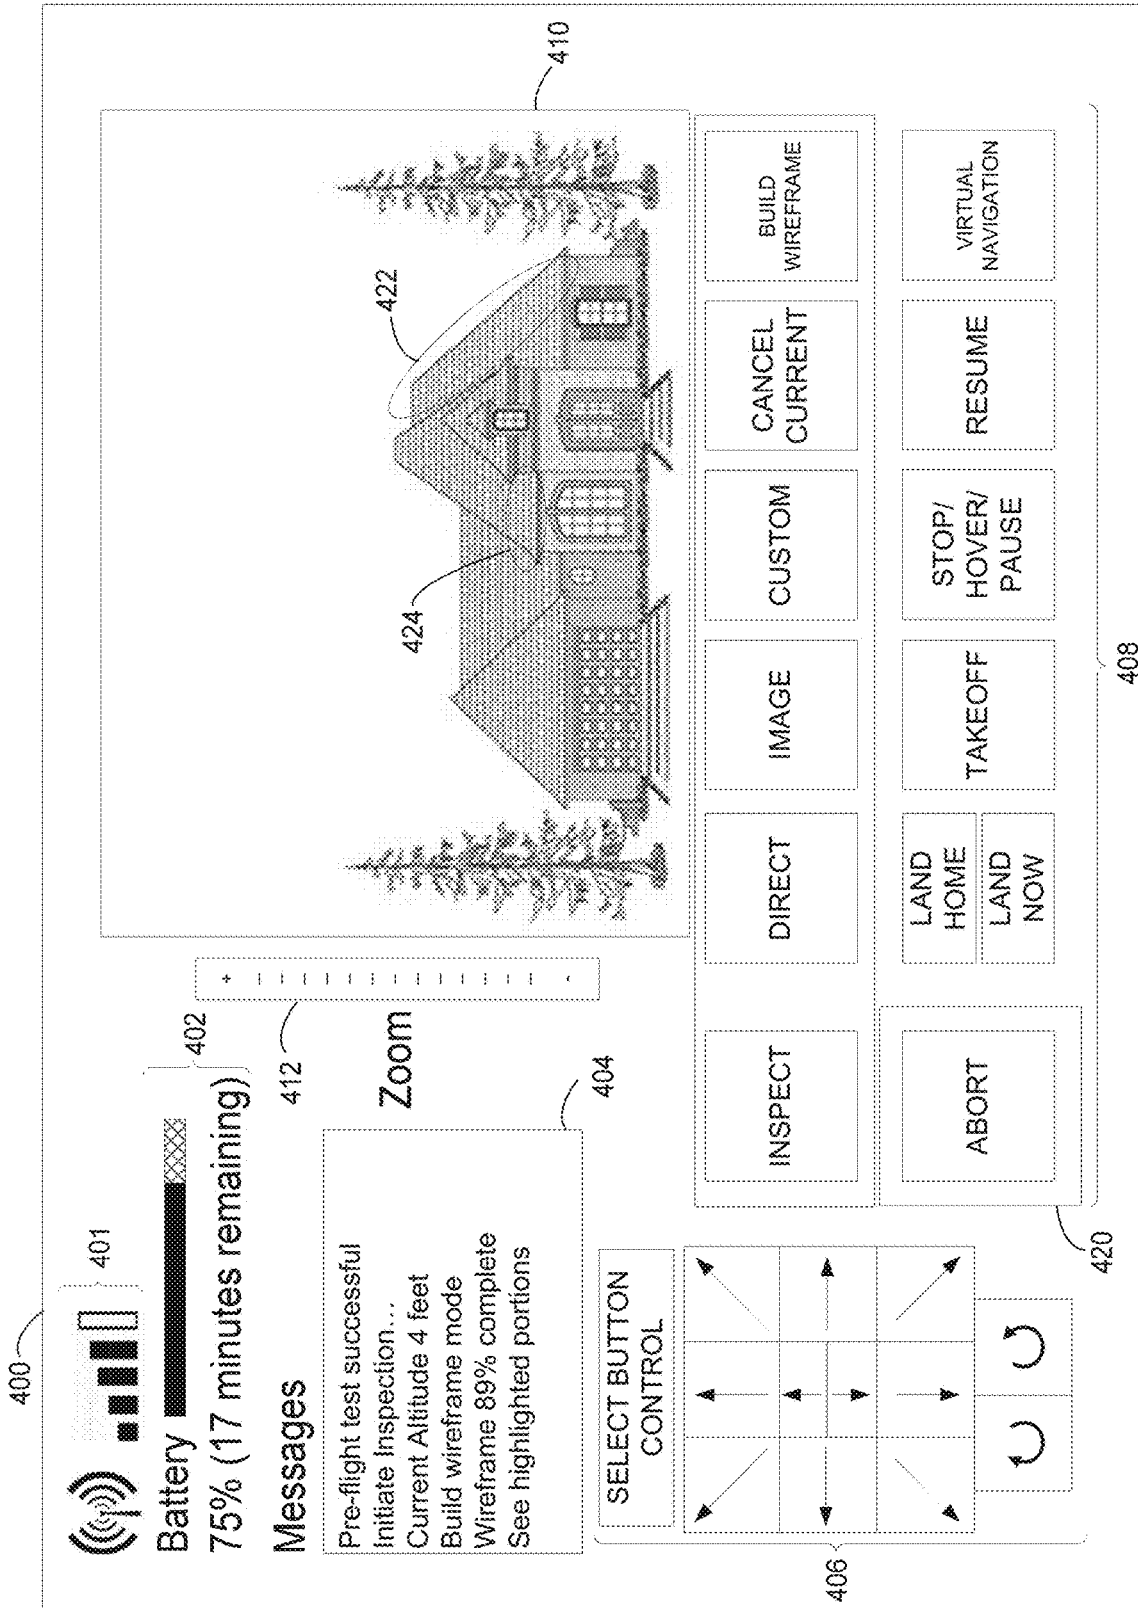 400
401
Battery
75% (17 minutes remaining)
402
Messages
Pre-flight test successful
Initiate Inspection...
Current Altitude 4 feet
Build wireframe mode
Wireframe 89% complete
See highlighted portions
404
412
Zoom
+
-
410
422
424
SELECT BUTTON
CONTROL
406
INSPECT
DIRECT
IMAGE
CUSTOM
CANCEL
CURRENT
BUILD
WIREFRAME
ABORT
LAND
HOME
LAND
NOW
TAKEOFF
STOP/
HOVER/
PAUSE
RESUME
VIRTUAL
NAVIGATION
420
408